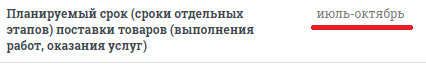 Планируемый срок (сроки отдельных июль-октябрь
этапов) поставки товаров (выполнения
работ, оказания услуг)